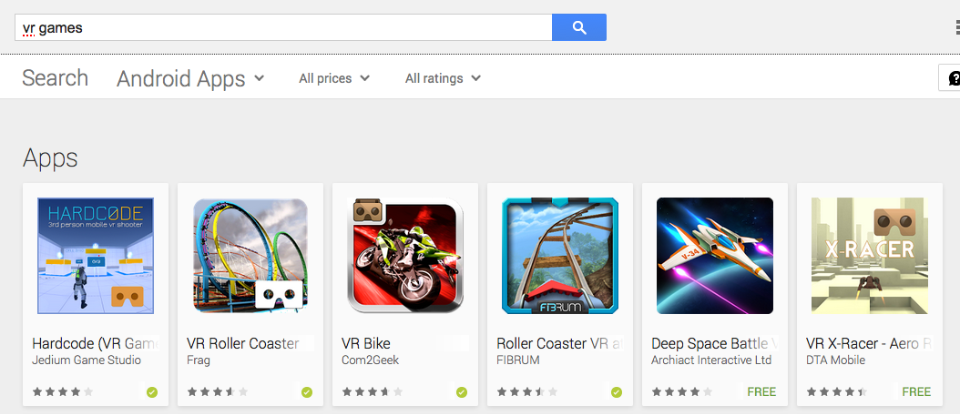 vr games
Search Android Apps All prices All ratings
Apps
HARDCODE
3rd person mobile vr shooter
V-34
X-RACER
FIBRUM
Hardcode (VR Gam
VR Roller Coaster
VR Bike
Roller Coaster VR a
Deep Space Battle V
VR X-Racer - Aero R
Jedium Game Studio
Frag
Com2Geek
FIBRUM
Archiact Interactive Ltd
DTA Mobile
FREE
FREE